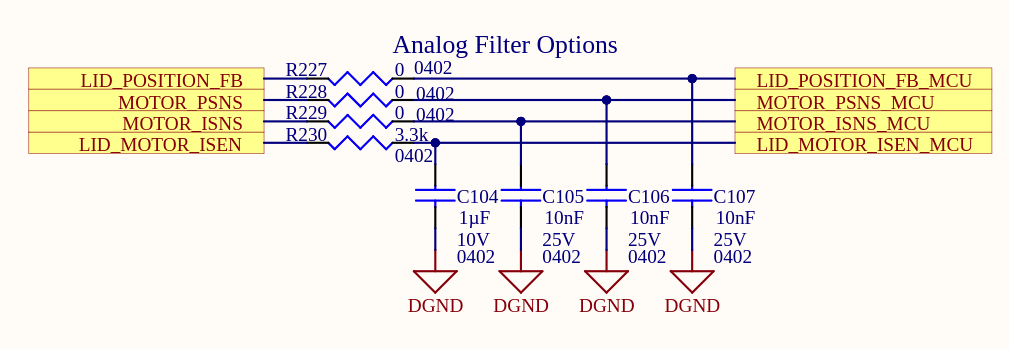 Analog Filter Options
LID_POSITION_FB R227 0 0402 LID_POSITION_FB_MCU
MOTOR_PSNS R228 0 0402 MOTOR_PSNS_MCU
MOTOR_ISNS R229 0 0402 MOTOR_ISNS_MCU
LID_MOTOR_ISEN R230 3.3k LID_MOTOR_ISEN_MCU
0402
C104 C105 C106 C107
1µF 10nF 10nF 10nF
10V 25V 25V 25V
0402 0402 0402 0402
DGND DGND DGND DGND